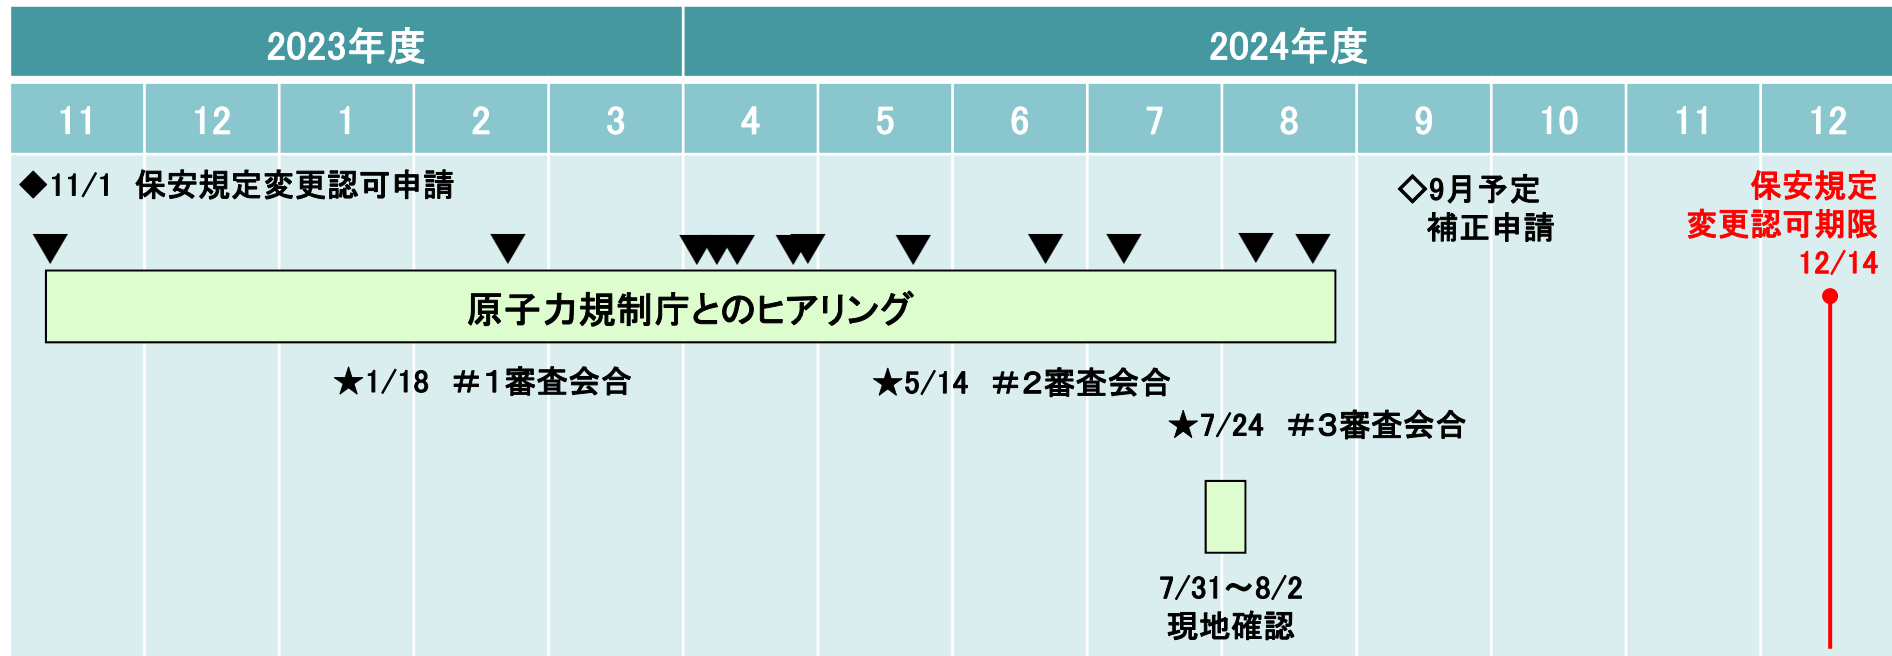 2023年度 2024年度
11 12 1 2 3 4 5 6 7 8 9 10 11 12
◆11/1 保安規定変更認可申請
◇9月予定
補正申請
保安規定
変更認可期限
12/14
原子力規制庁とのヒアリング
★1/18 #1審査会合
★5/14 #2審査会合
★7/24 #3審査会合
7/31~8/2
現地確認